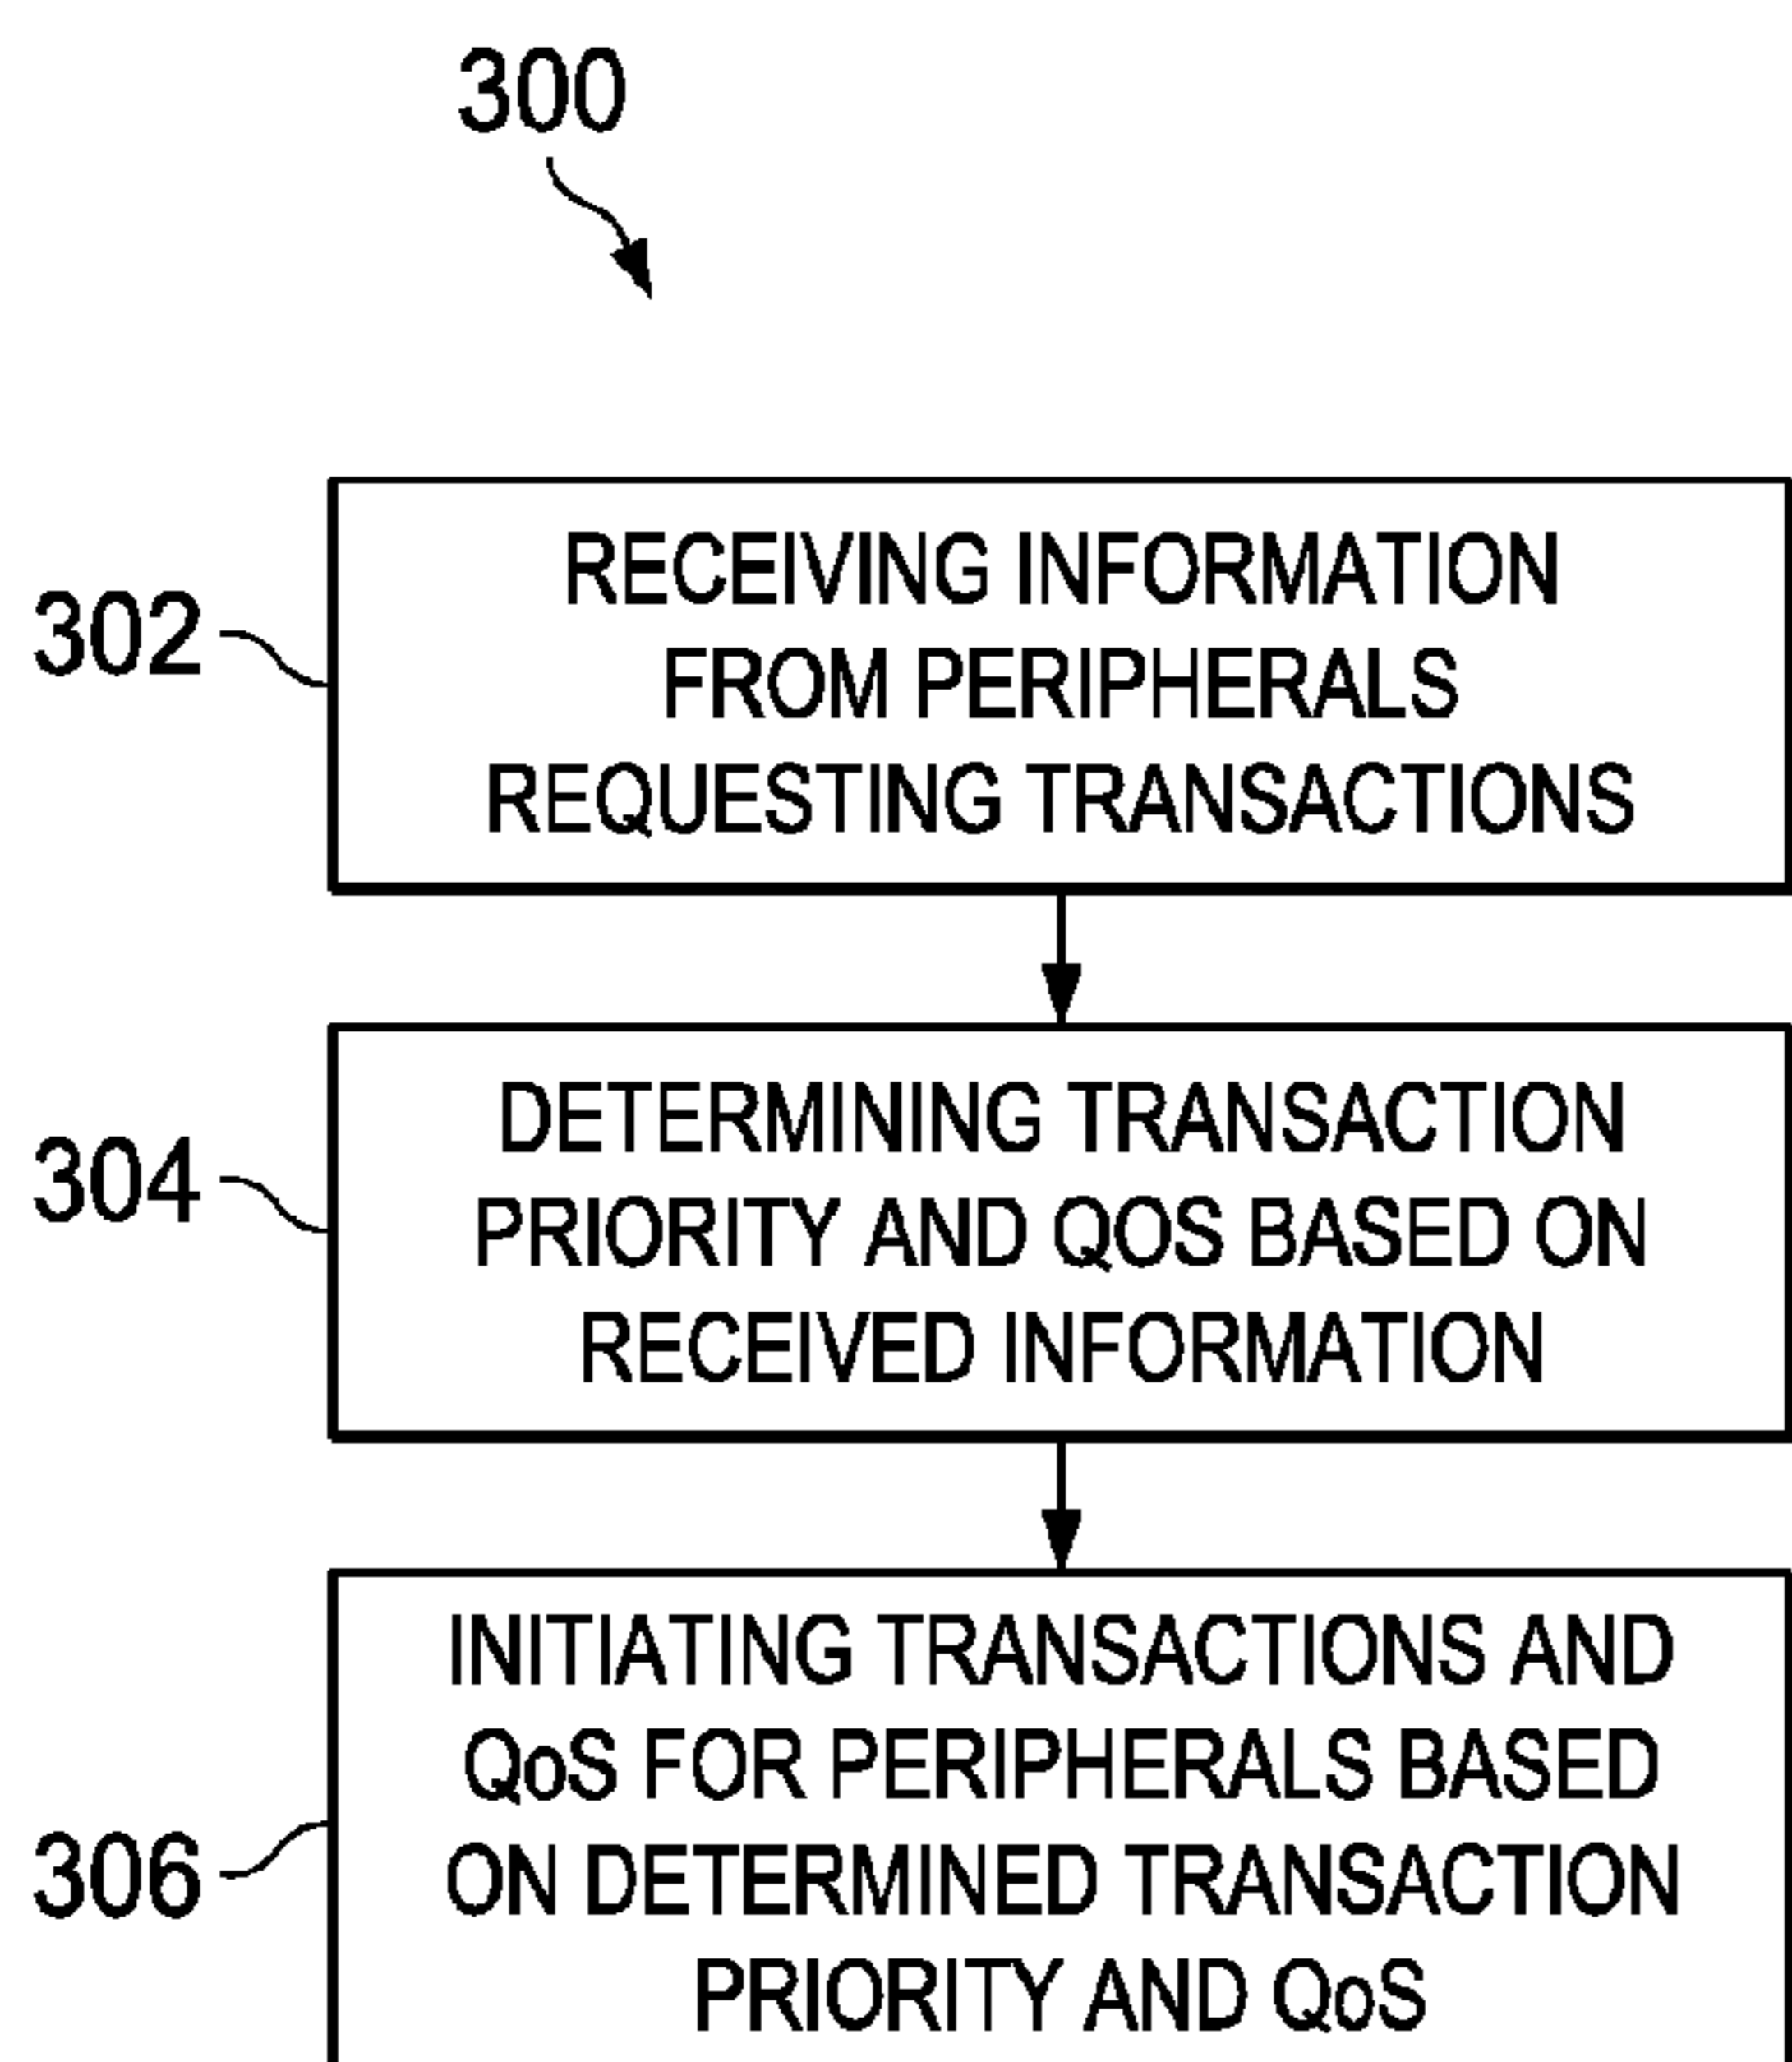 300
302
RECEIVING INFORMATION
FROM PERIPHERALS
REQUESTING TRANSACTIONS
304
DETERMINING TRANSACTION
PRIORITY AND QOS BASED ON
RECEIVED INFORMATION
306
INITIATING TRANSACTIONS AND
QoS FOR PERIPHERALS BASED
ON DETERMINED TRANSACTION
PRIORITY AND QoS